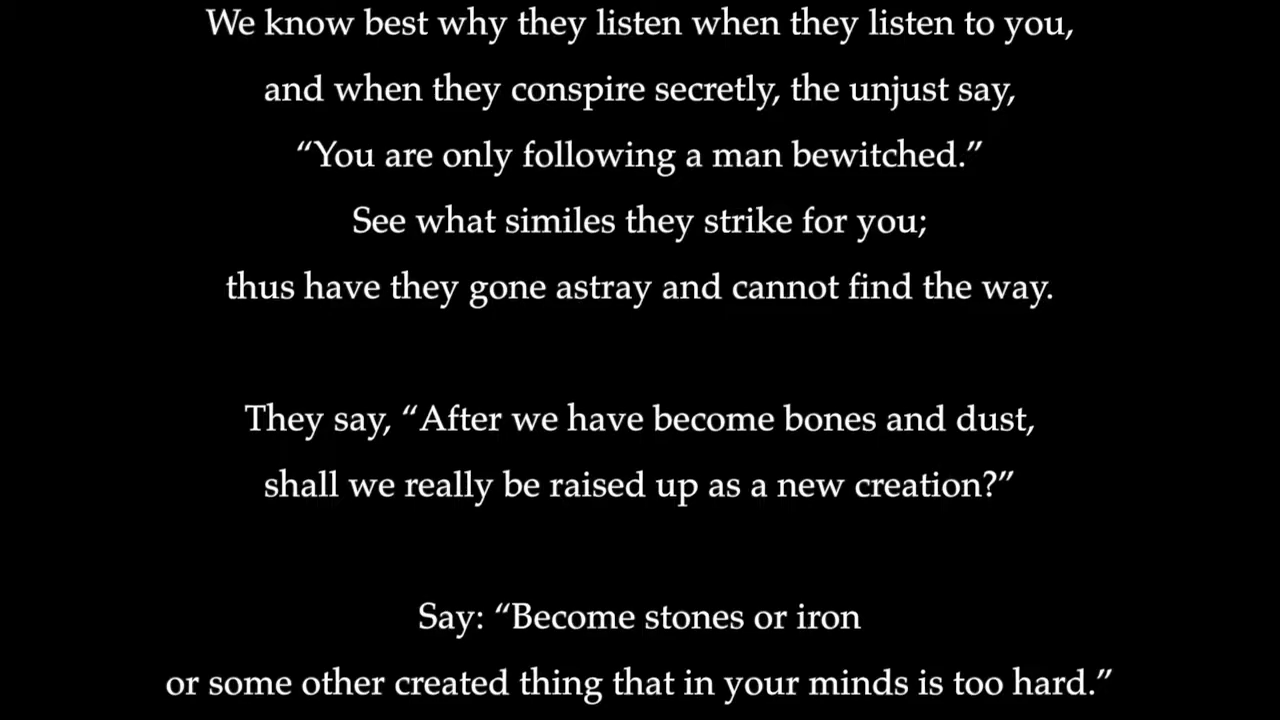 We know best why they listen when they listen to you,
and when they conspire secretly, the unjust say,
“You are only following a man bewitched.”
See what similes they strike for you;
thus have they gone astray and cannot find the way.
They say, “After we have become bones and dust,
shall we really be raised up as a new creation?”
Say: “Become stones or iron
or some other created thing that in your minds is too hard.”